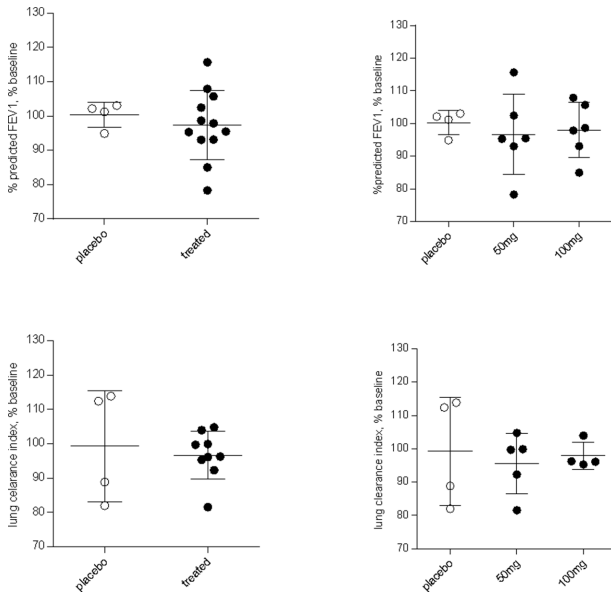 % predicted FEV1, % baseline
130
120
110
100
90
80
70
placebo
treated
%predicted FEV1, % baseline
130
120
110
100
90
80
70
placebo
50mg
100mg
lung celarance index, % baseline
130
120
110
100
90
80
70
placebo
treated
lung clearance index, % baseline
130
120
110
100
90
80
70
placebo
50mg
100mg